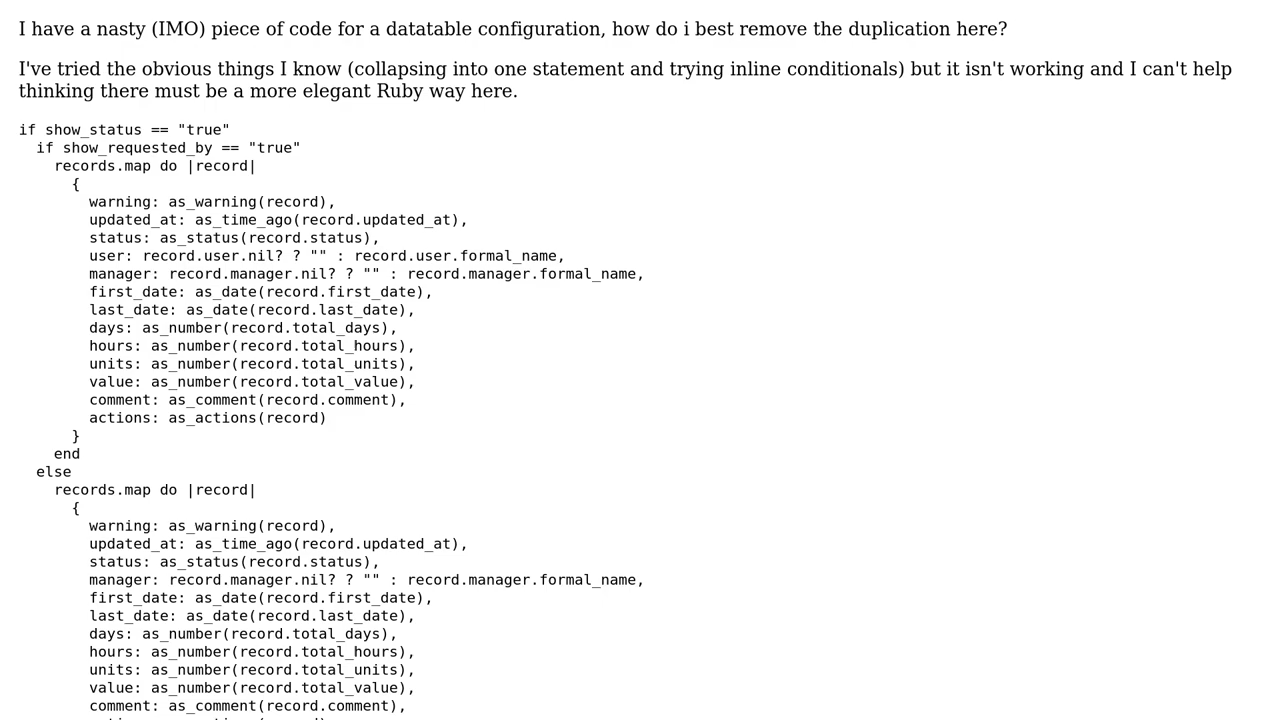 I have a nasty (IMO) piece of code for a datatable configuration, how do i best remove the duplication here?
I've tried the obvious things I know (collapsing into one statement and trying inline conditionals) but it isn't working and I can't help
thinking there must be a more elegant Ruby way here.
if show_status == "true"
  if show_requested_by == "true"
    records.map do |record|
      {
        warning: as_warning(record),
        updated_at: as_time_ago(record.updated_at),
        status: as_status(record.status),
        user: record.user.nil? ? "" : record.user.formal_name,
        manager: record.manager.nil? ? "" : record.manager.formal_name,
        first_date: as_date(record.first_date),
        last_date: as_date(record.last_date),
        days: as_number(record.total_days),
        hours: as_number(record.total_hours),
        units: as_number(record.total_units),
        value: as_number(record.total_value),
        comment: as_comment(record.comment),
        actions: as_actions(record)
      }
    end
  else
    records.map do |record|
      {
        warning: as_warning(record),
        updated_at: as_time_ago(record.updated_at),
        status: as_status(record.status),
        manager: record.manager.nil? ? "" : record.manager.formal_name,
        first_date: as_date(record.first_date),
        last_date: as_date(record.last_date),
        days: as_number(record.total_days),
        hours: as_number(record.total_hours),
        units: as_number(record.total_units),
        value: as_number(record.total_value),
        comment: as_comment(record.comment),